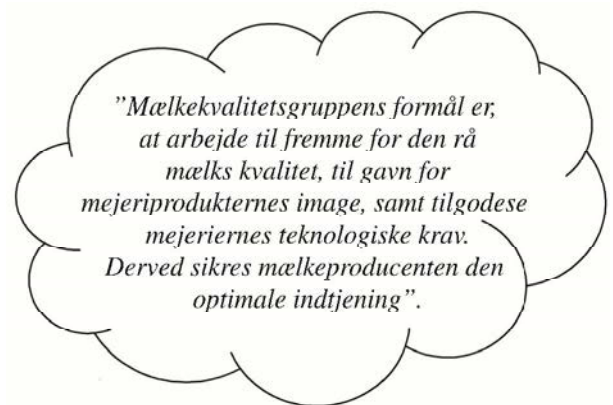 ”Mælkekvalitetsgruppens formål er,
at arbejde til fremme for den rå
mælks kvalitet, til gavn for
mejeriprodukternes image, samt tilgodese
mejeriernes teknologiske krav.
Derved sikres mælkeproducenten den
optimale indtjening”.